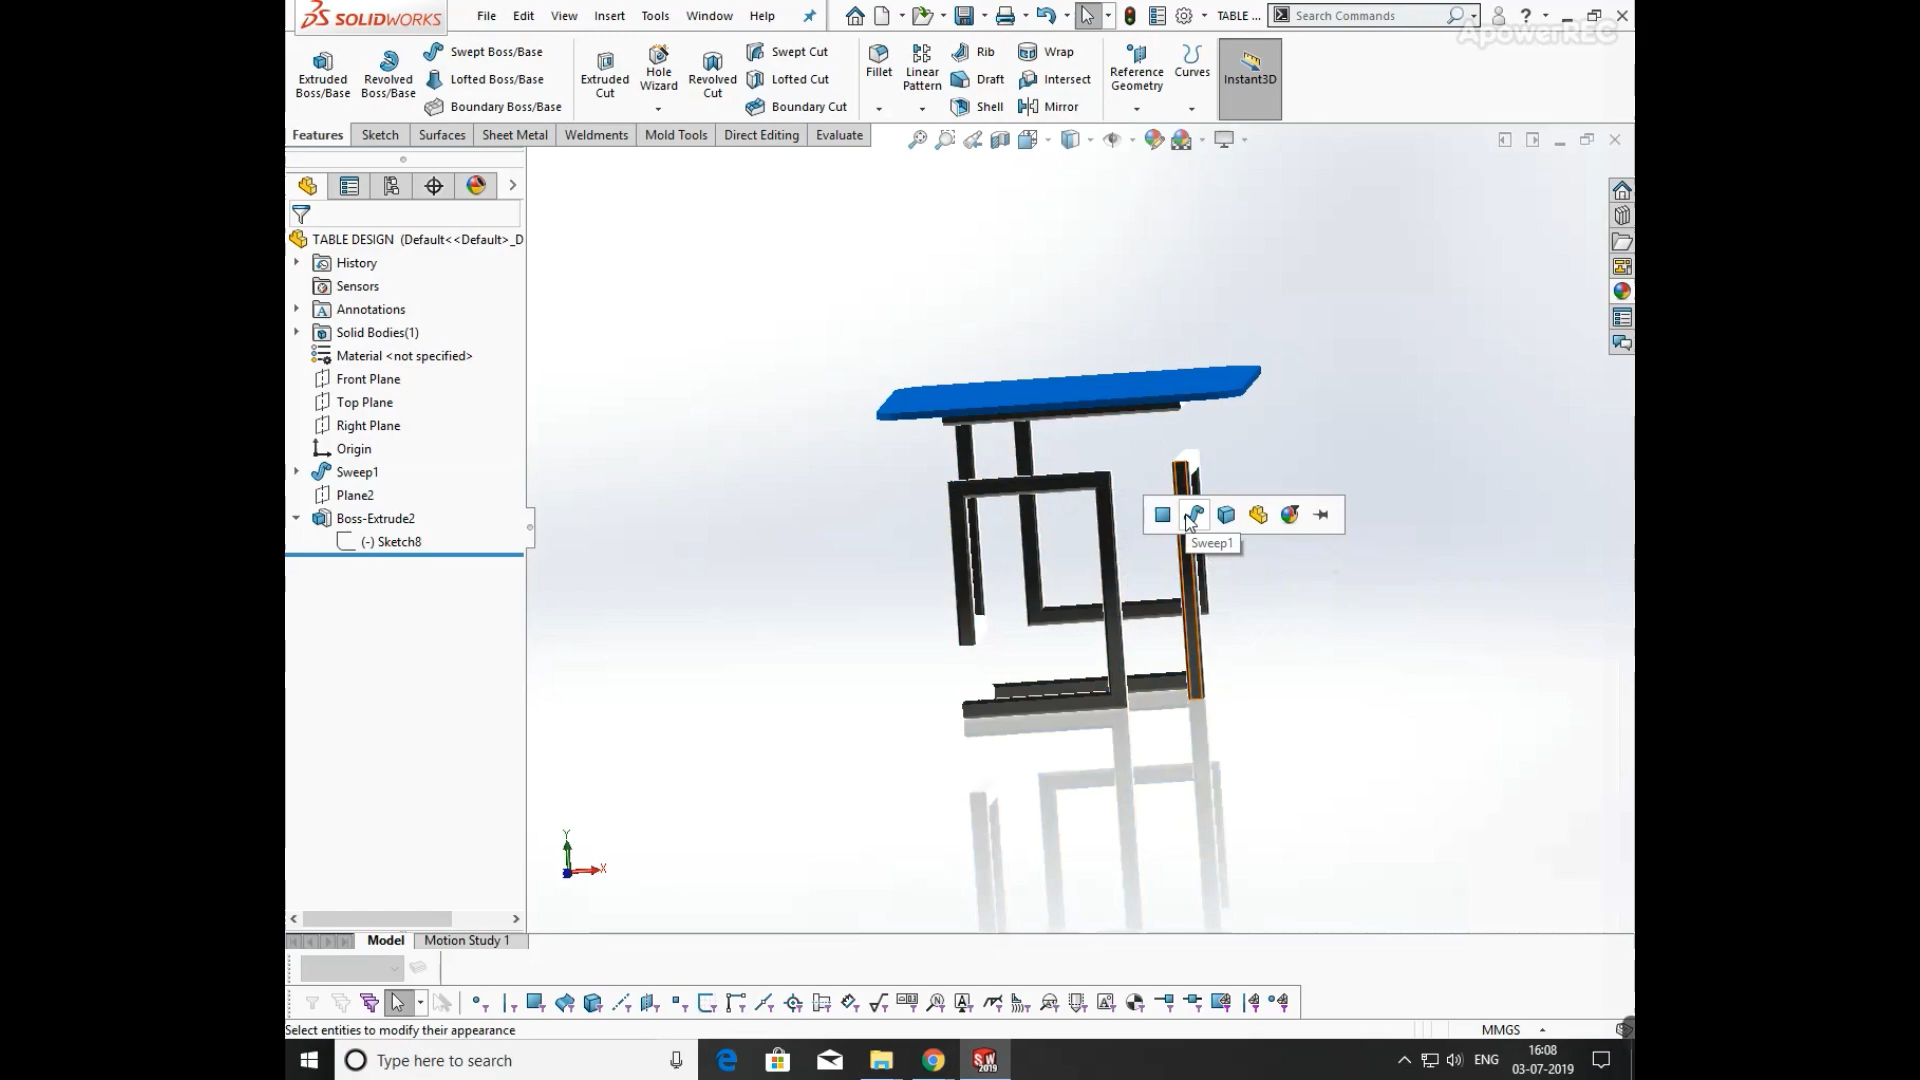 SOLIDWORKS
File Edit View Insert Tools Window Help
TABLE ...
Search Commands
ApowerREC
Extruded Boss/Base
Revolved Boss/Base
Swept Boss/Base
Lofted Boss/Base
Boundary Boss/Base
Extruded Cut
Hole Wizard
Revolved Cut
Swept Cut
Lofted Cut
Boundary Cut
Fillet
Linear Pattern
Rib
Draft
Shell
Wrap
Intersect
Mirror
Reference Geometry
Curves
Instant3D
Features Sketch Surfaces Sheet Metal Weldments Mold Tools Direct Editing Evaluate
TABLE DESIGN (Default<<Default>_D
History
Sensors
Annotations
Solid Bodies(1)
Material <not specified>
Front Plane
Top Plane
Right Plane
Origin
Sweep1
Plane2
Boss-Extrude2
(-) Sketch8
Sweep1
Y
X
Model Motion Study 1
Select entities to modify their appearance
MMGS
Type here to search
SW
2019
ENG
16:08
03-07-2019